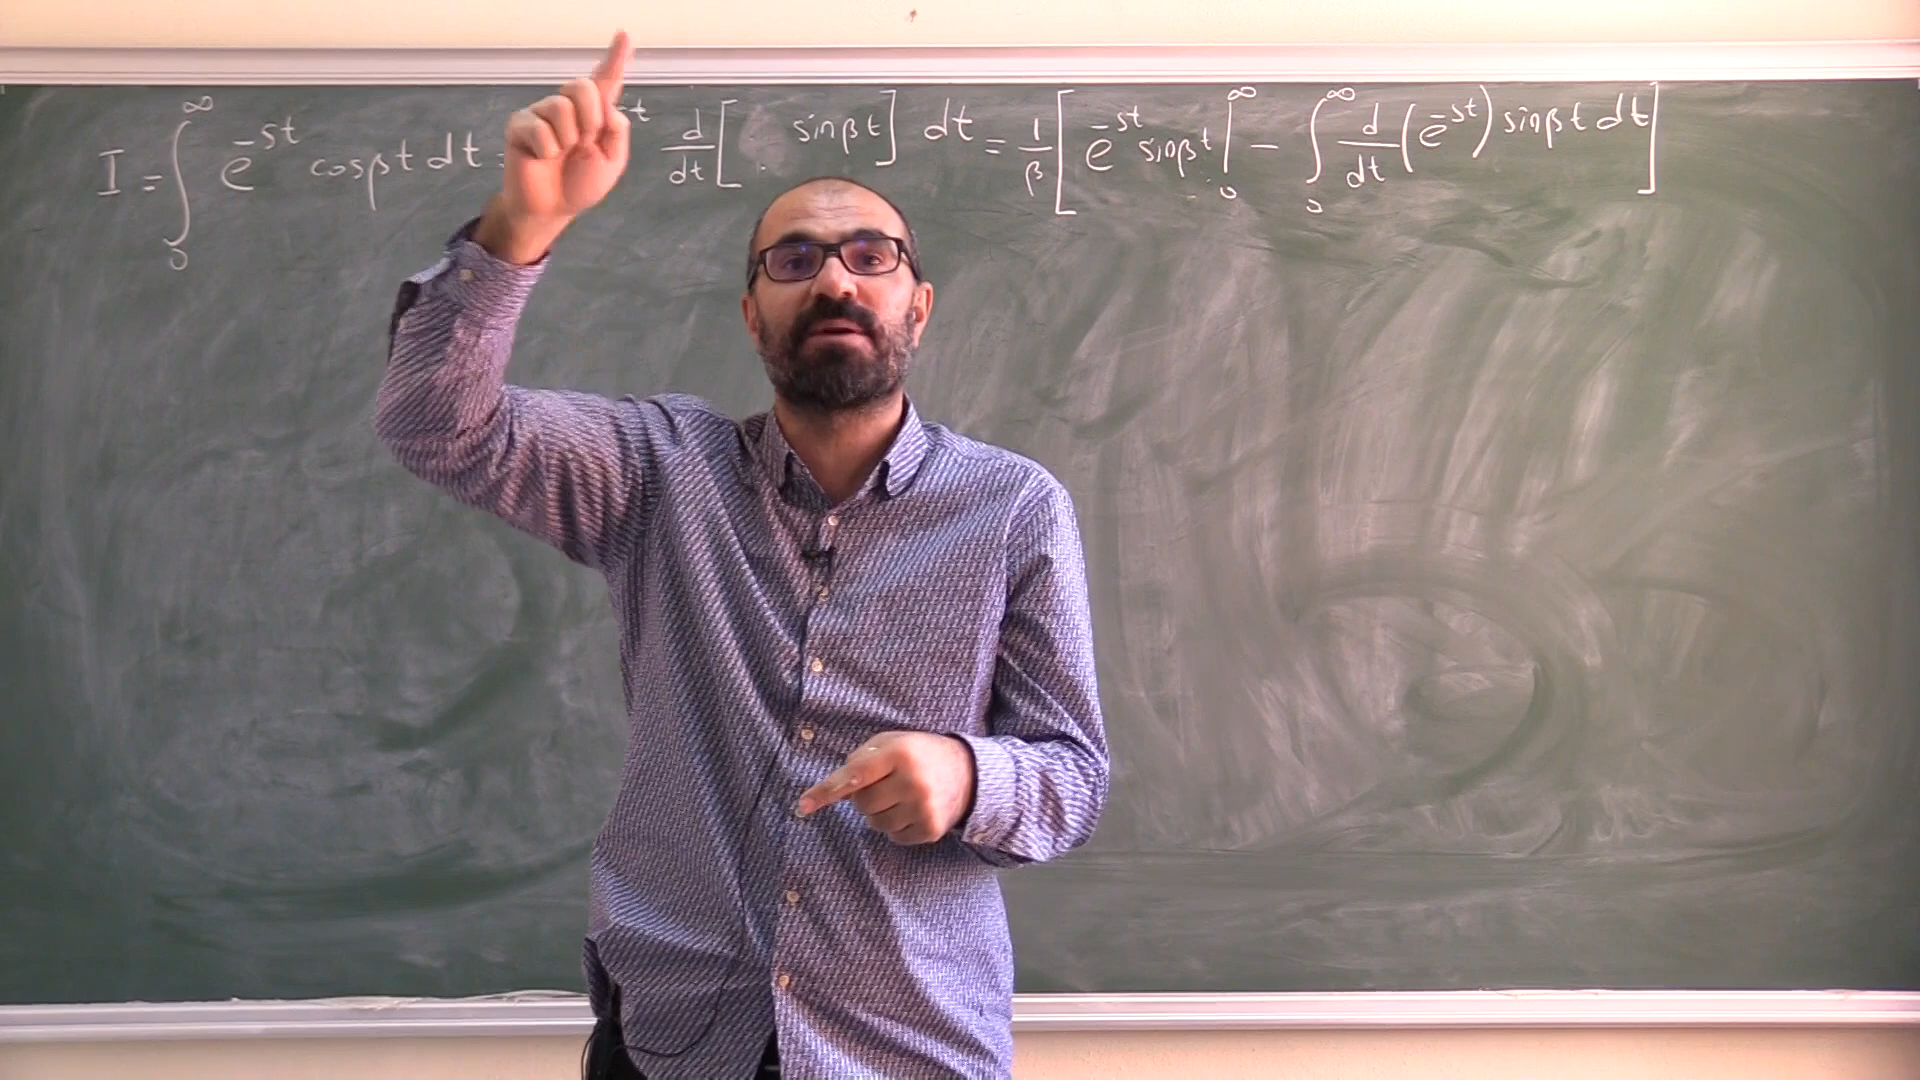 I = ∫₀^∞ e^{-st} cosβt dt = t d/dt [ sinβt ] dt = 1/β [ e^{-st} sinβt |₀^∞ − ∫₀^∞ d/dt (e^{-st}) sinβt dt ]